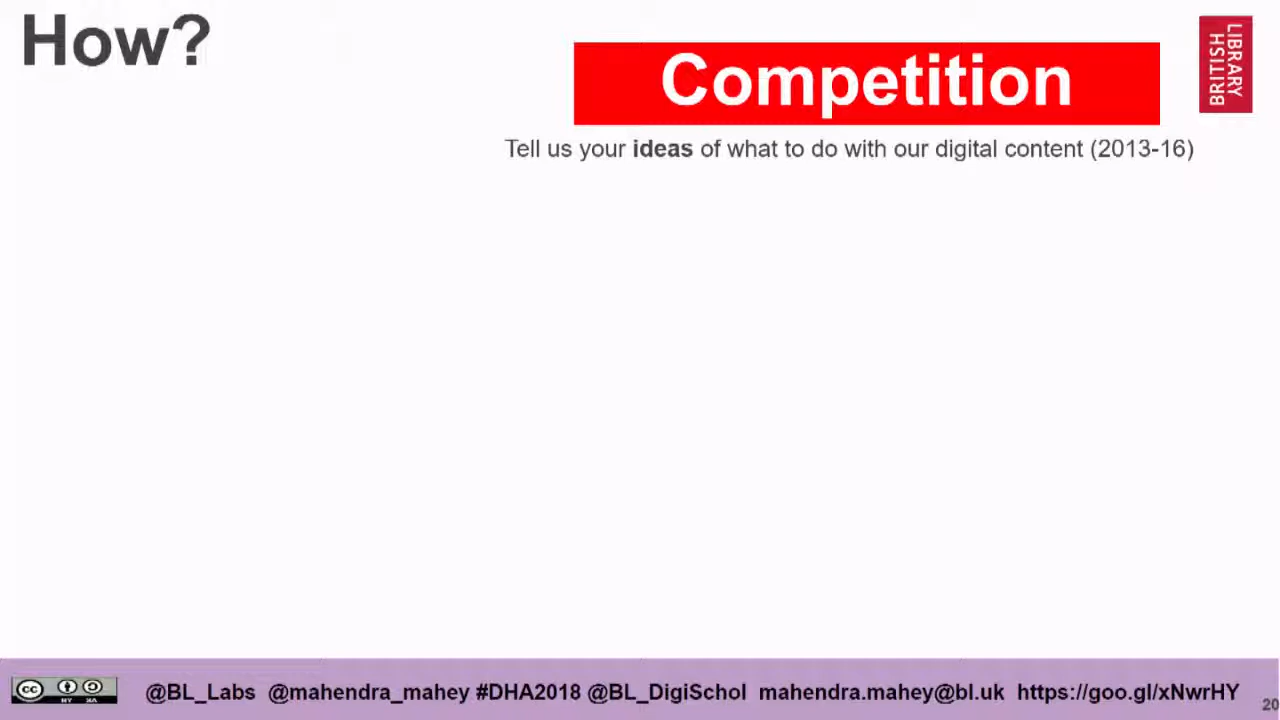 How?
Competition
BRITISH
LIBRARY
Tell us your ideas of what to do with our digital content (2013-16)
cc
@BL_Labs @mahendra_mahey #DHA2018 @BL_DigiSchol mahendra.mahey@bl.uk https://goo.gl/xNwrHY
20